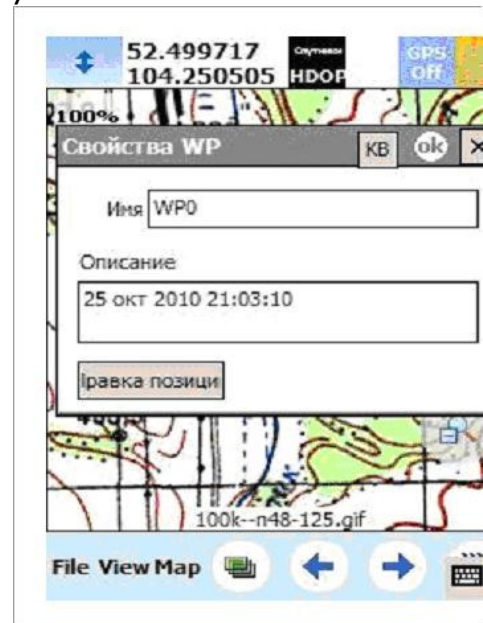 52.499717
104.250505
Спутники
HDOP
GPS
Off
100%
Свойства WP
KB
ok
Имя
WP0
Описание
25 окт 2010 21:03:10
Правка позици
100k--n48-125.gif
File View Map